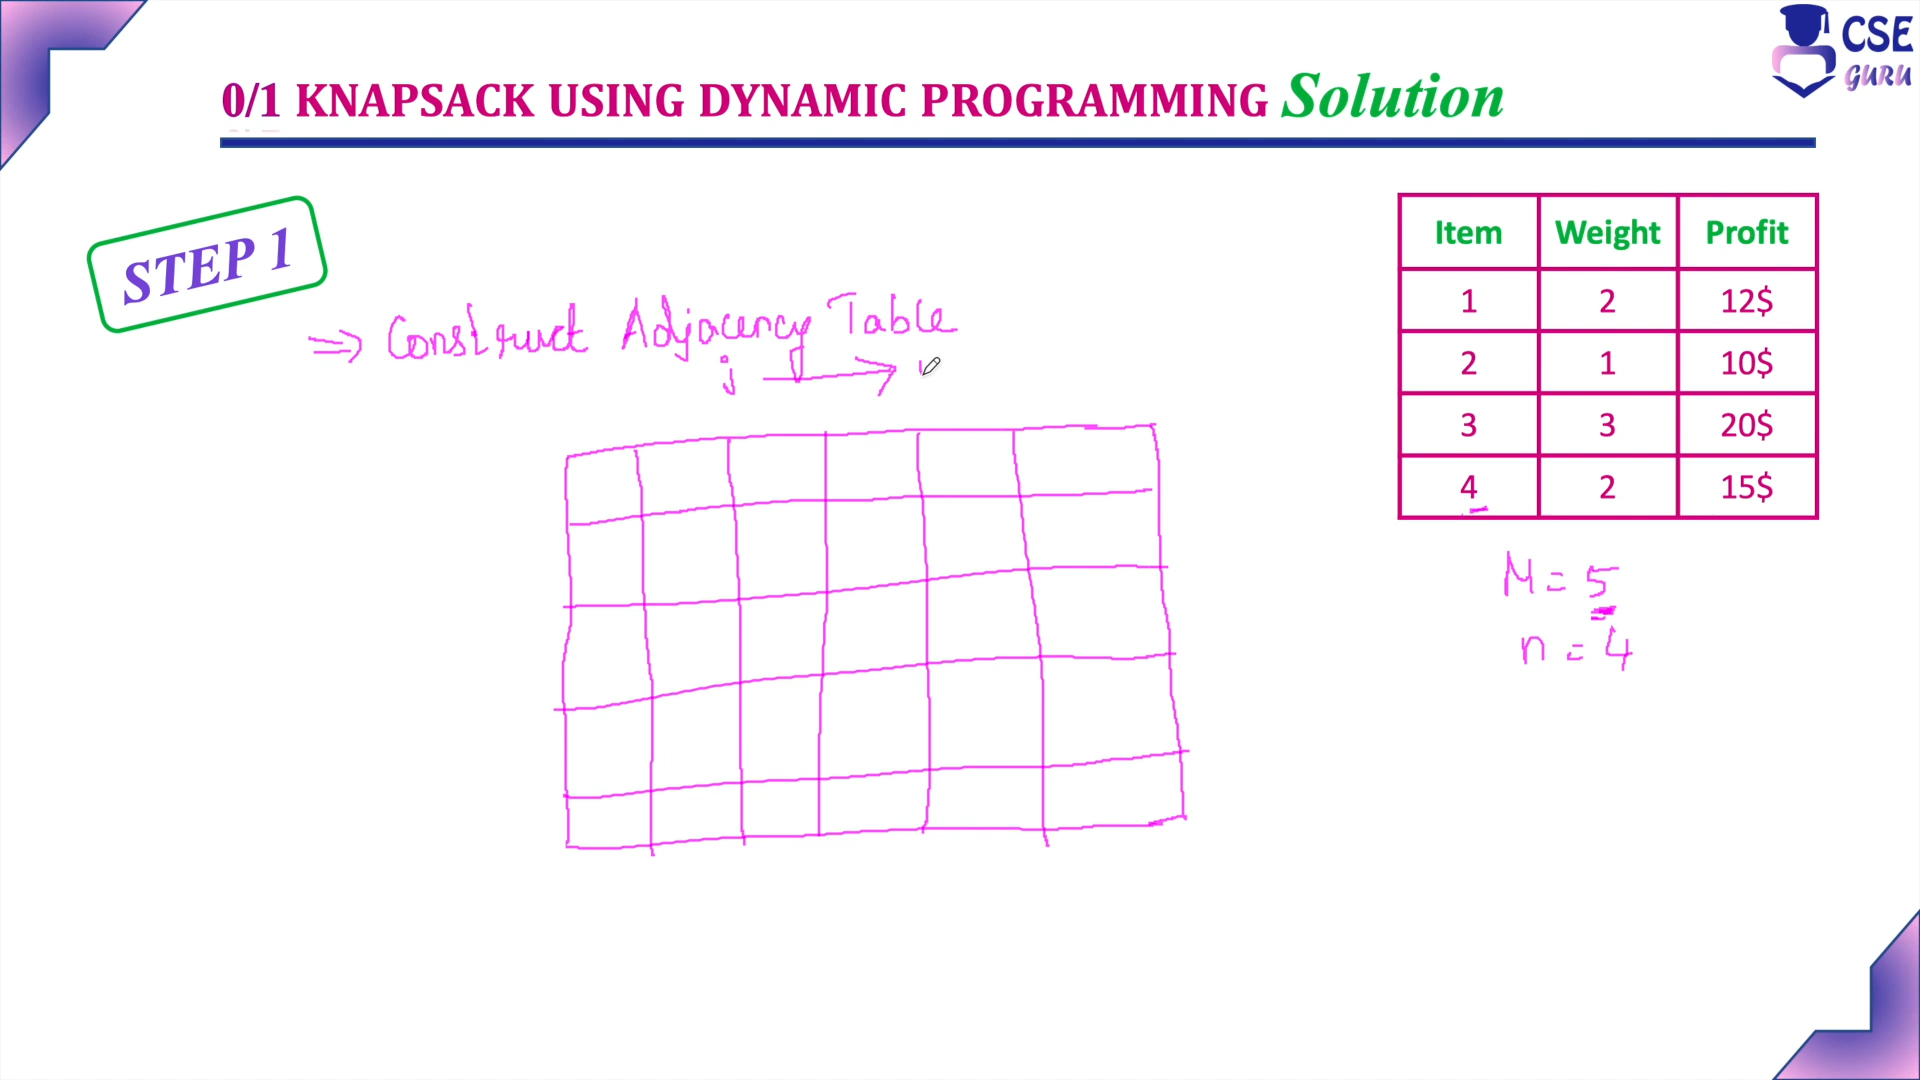 CSE
GURU
0/1 KNAPSACK USING DYNAMIC PROGRAMMING Solution
STEP 1
=> Construct Adjacency Table
j →
Item Weight Profit
1 2 12$
2 1 10$
3 3 20$
4 2 15$
M = 5
n = 4